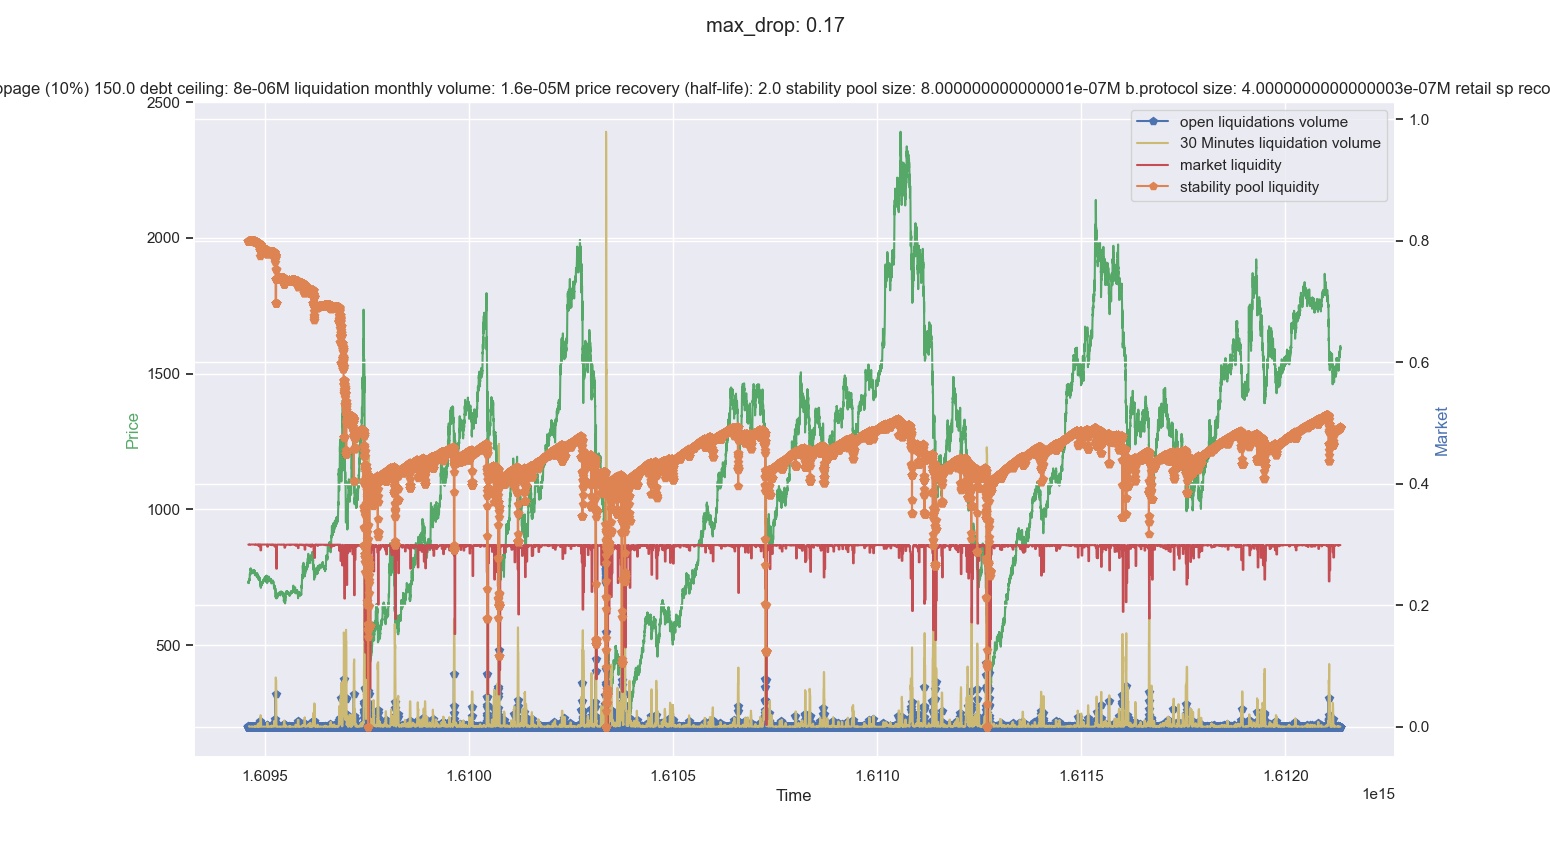 max_drop: 0.17
opage (10%) 150.0 debt ceiling: 8e-06M liquidation monthly volume: 1.6e-05M price recovery (half-life): 2.0 stability pool size: 8.000000000000001e-07M b.protocol size: 4.0000000000000003e-07M retail sp reco
open liquidations volume
30 Minutes liquidation volume
market liquidity
stability pool liquidity
2500
2000
1500
1000
500
Price
1.0
0.8
0.6
0.4
0.2
0.0
Market
1.6095 1.6100 1.6105 1.6110 1.6115 1.6120
1e15
Time